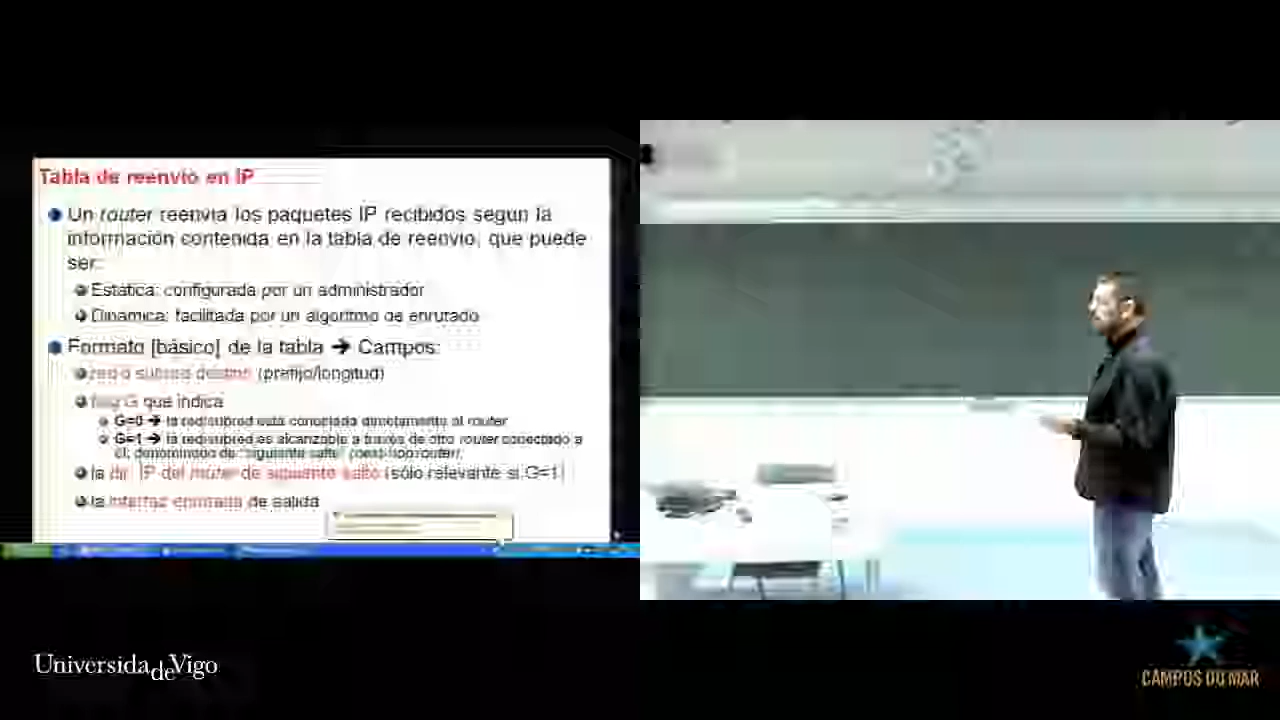 Tabla de reenvío en IP
Un router reenvía los paquetes IP recibidos según la
información contenida en la tabla de reenvío, que puede
ser:
Estática: configurada por un administrador
Dinámica: facilitada por un algoritmo de enrutado
Formato [básico] de la tabla → Campos:
red o subred destino (prefijo/longitud)
flag G que indica
G=0 → la red/subred está conectada directamente al router
G=1 → la red/subred es alcanzable a través de otro router conectado a
él, denominado de "siguiente salto" (next-hop router).
la dir. IP del router de siguiente salto (sólo relevante si G=1)
la interfaz enrutada de salida
Universidade Vigo
CAMPUS DO MAR